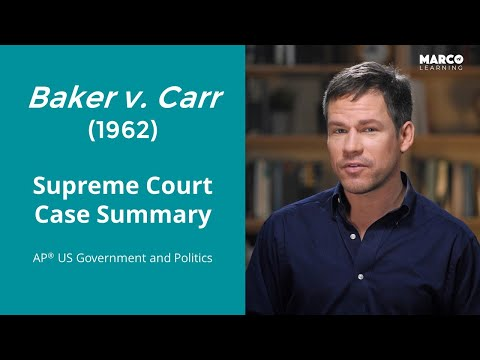 Baker v. Carr
(1962)
Supreme Court
Case Summary
AP® US Government and Politics
MARCO
LEARNING